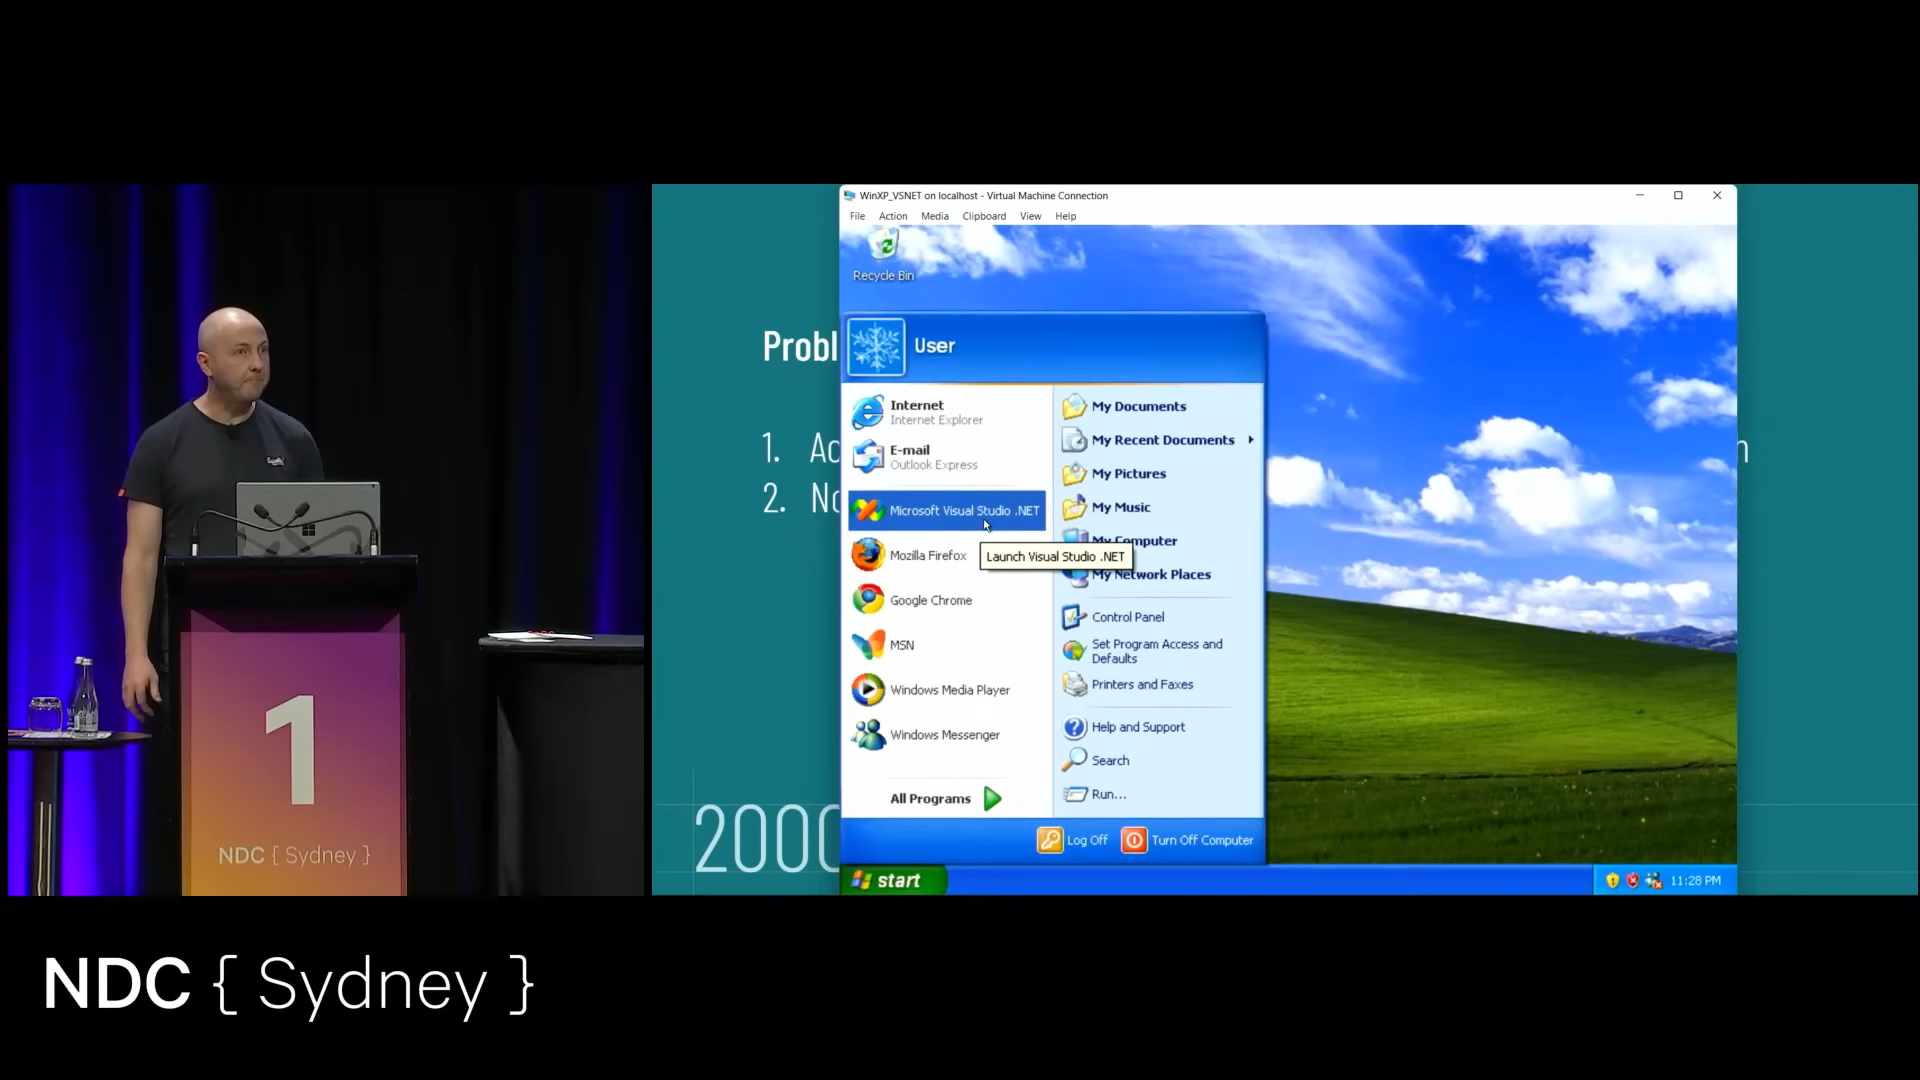 WinXP_VSNET on localhost - Virtual Machine Connection
File Action Media Clipboard View Help
Recycle Bin
Probl
User
Internet
Internet Explorer
E-mail
Outlook Express
Microsoft Visual Studio .NET
Mozilla Firefox
Launch Visual Studio .NET
Google Chrome
MSN
Windows Media Player
Windows Messenger
All Programs
My Documents
My Recent Documents
My Pictures
My Music
My Computer
My Network Places
Control Panel
Set Program Access and
Defaults
Printers and Faxes
Help and Support
Search
Run...
Log Off
Turn Off Computer
start
11:28 PM
1. Ac
2. No
n
2000
1
NDC { Sydney }
NDC { Sydney }